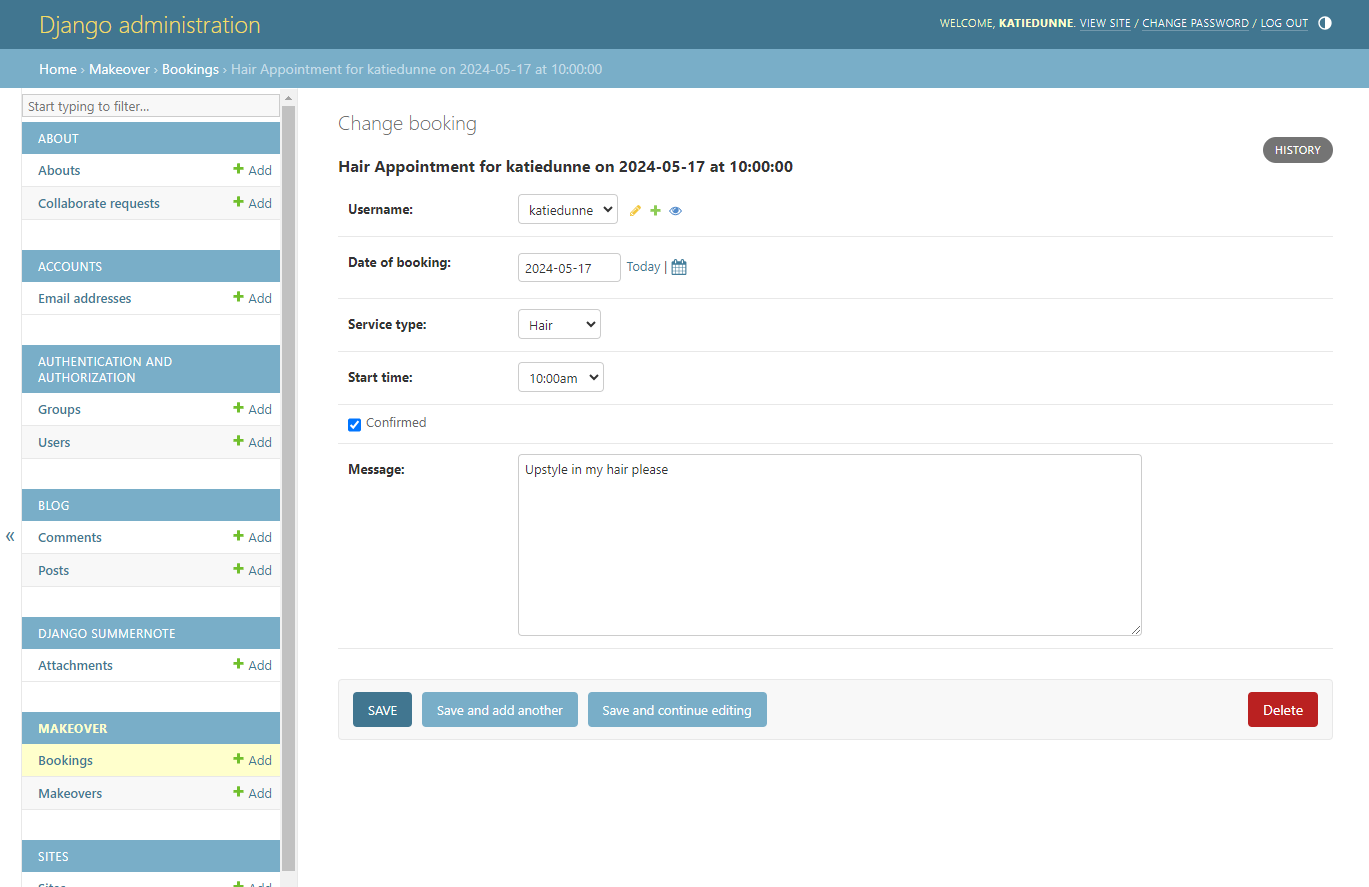 Django administration
WELCOME, KATIEDUNNE. VIEW SITE / CHANGE PASSWORD / LOG OUT
Home › Makeover › Bookings › Hair Appointment for katiedunne on 2024-05-17 at 10:00:00
Start typing to filter...
ABOUT
Abouts Add
Collaborate requests Add
ACCOUNTS
Email addresses Add
AUTHENTICATION AND
AUTHORIZATION
Groups Add
Users Add
BLOG
Comments Add
Posts Add
DJANGO SUMMERNOTE
Attachments Add
MAKEOVER
Bookings Add
Makeovers Add
SITES
Sites Add
«
Change booking
HISTORY
Hair Appointment for katiedunne on 2024-05-17 at 10:00:00
Username: katiedunne
Date of booking: 2024-05-17 Today |
Service type: Hair
Start time: 10:00am
Confirmed
Message: Upstyle in my hair please
SAVE Save and add another Save and continue editing Delete